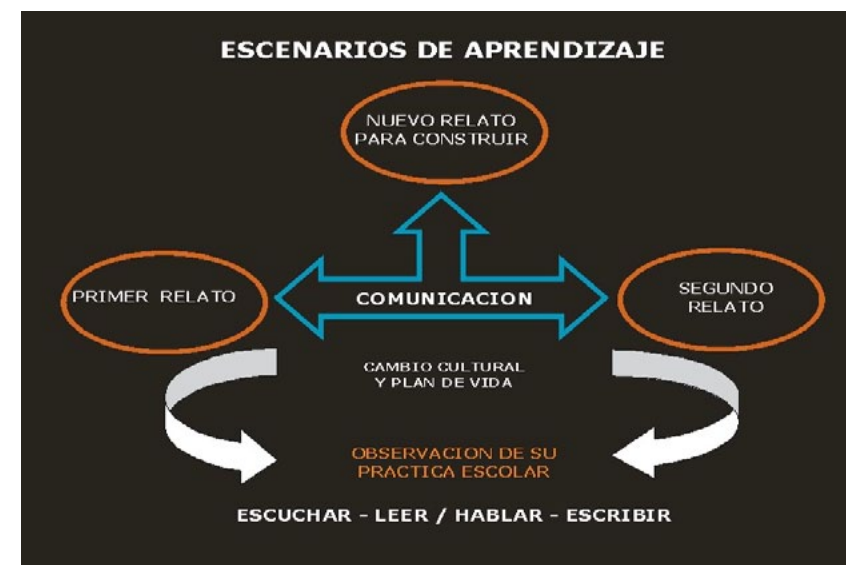 ESCENARIOS DE APRENDIZAJE
NUEVO RELATO
PARA CONSTRUIR
PRIMER RELATO
COMUNICACION
SEGUNDO
RELATO
CAMBIO CULTURAL
Y PLAN DE VIDA
OBSERVACION DE SU
PRACTICA ESCOLAR
ESCUCHAR - LEER / HABLAR - ESCRIBIR